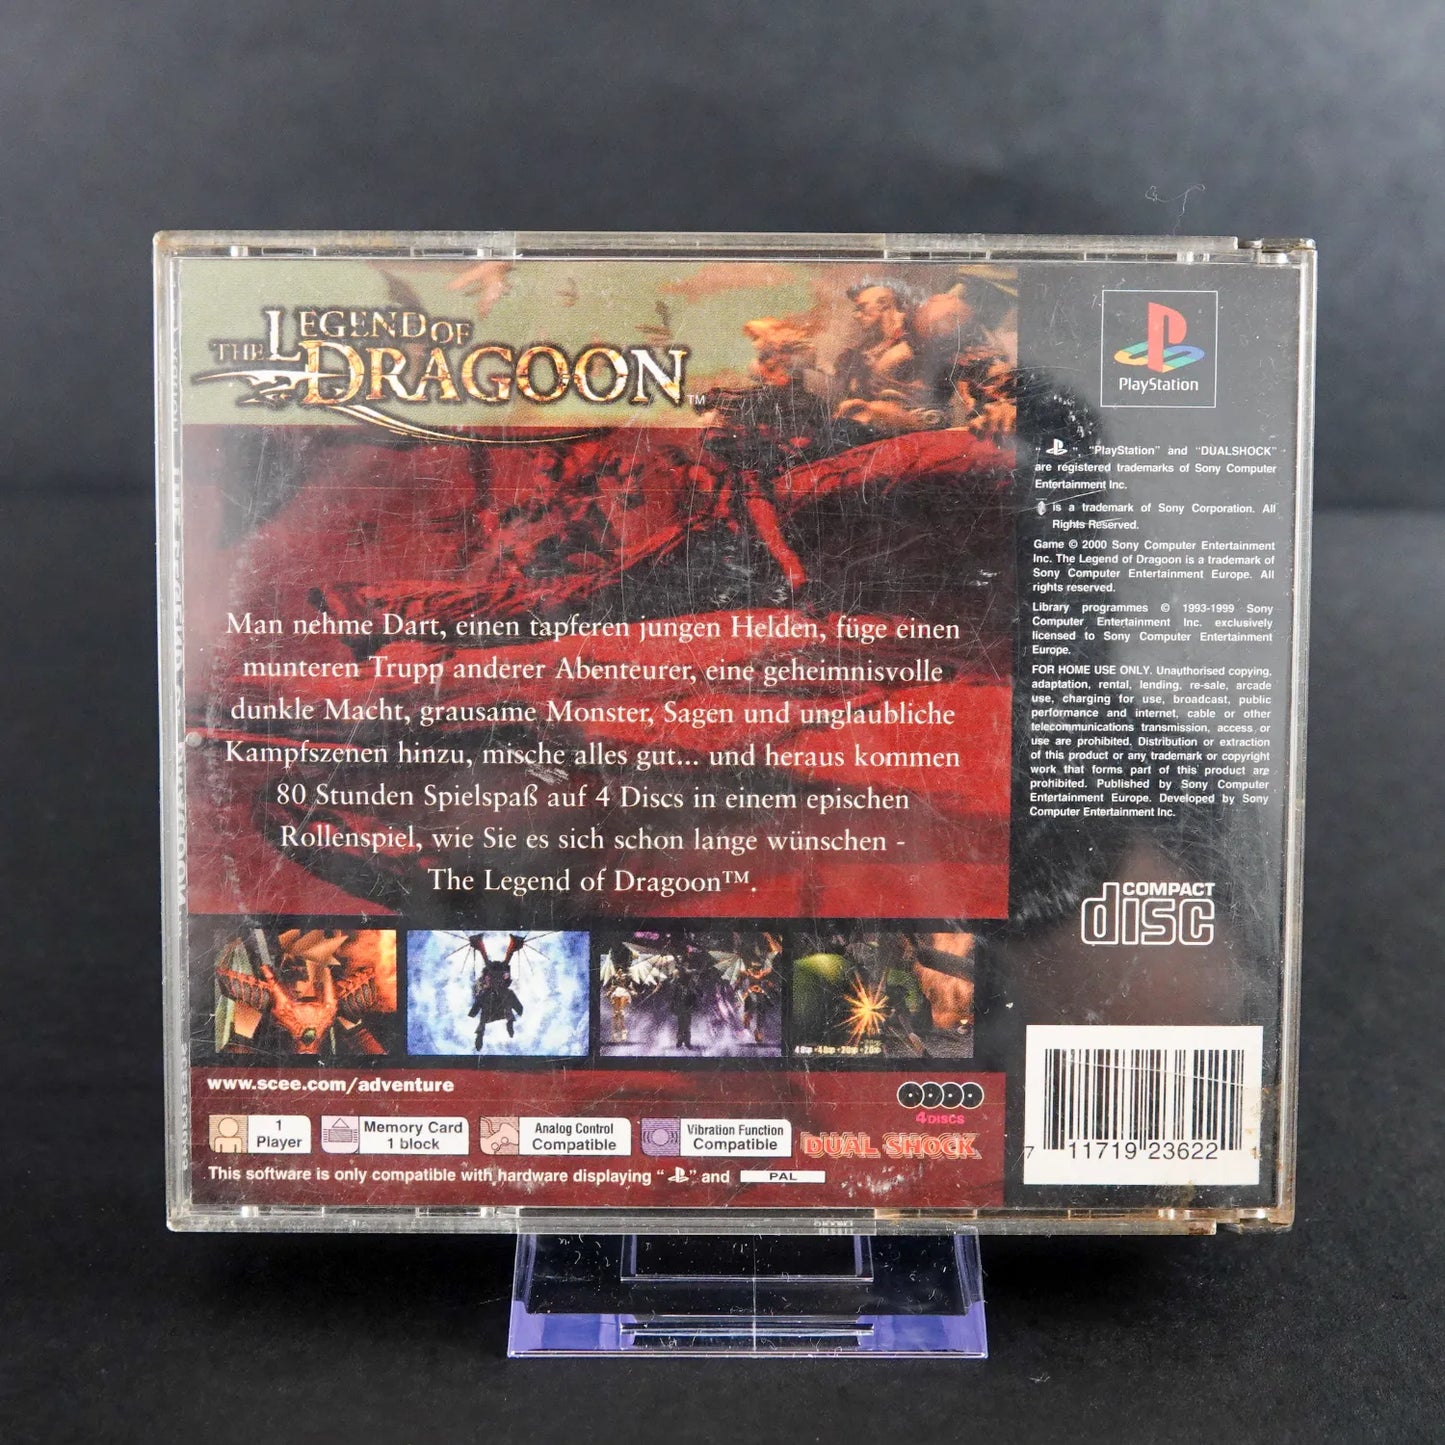 THE LEGEND OF
DRAGOON™
Man nehme Dart, einen tapferen jungen Helden, füge einen
munteren Trupp anderer Abenteurer, eine geheimnisvolle
dunkle Macht, grausame Monster, Sagen und unglaubliche
Kampfszenen hinzu, mische alles gut... und heraus kommen
80 Stunden Spielspaß auf 4 Discs in einem epischen
Rollenspiel, wie Sie es sich schon lange wünschen -
The Legend of Dragoon™.
www.scee.com/adventure
4 DISCS
1
Player
Memory Card
1 block
Analog Control
Compatible
Vibration Function
Compatible
DUAL SHOCK
This software is only compatible with hardware displaying " " and PAL
PlayStation
" ", "PlayStation" and "DUALSHOCK"
are registered trademarks of Sony Computer
Entertainment Inc.
is a trademark of Sony Corporation. All
Rights Reserved.
Game © 2000 Sony Computer Entertainment
Inc. The Legend of Dragoon is a trademark of
Sony Computer Entertainment Europe. All
rights reserved.
Library programmes © 1993-1999 Sony
Computer Entertainment Inc. exclusively
licensed to Sony Computer Entertainment
Europe.
FOR HOME USE ONLY. Unauthorised copying,
adaptation, rental, lending, re-sale, arcade
use, charging for use, broadcast, public
performance and internet, cable or other
telecommunications transmission, access or
use are prohibited. Distribution or extraction
of this product or any trademark or copyright
work that forms part of this product are
prohibited. Published by Sony Computer
Entertainment Europe. Developed by Sony
Computer Entertainment Inc.
COMPACT
disc
7 11719 23622 1